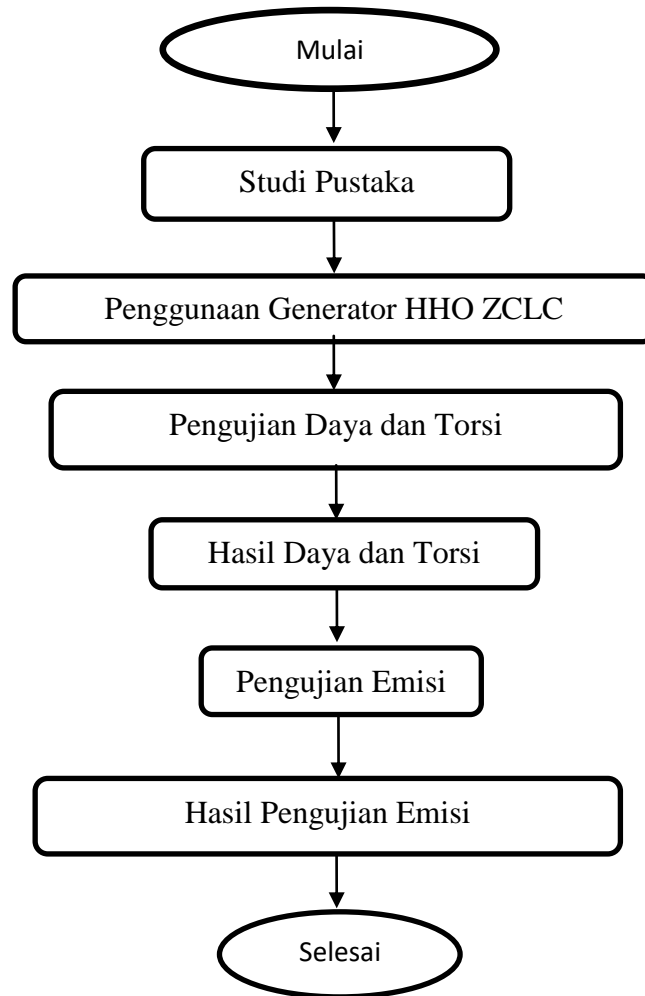 Mulai
Studi Pustaka
Penggunaan Generator HHO ZCLC
Pengujian Daya dan Torsi
Hasil Daya dan Torsi
Pengujian Emisi
Hasil Pengujian Emisi
Selesai